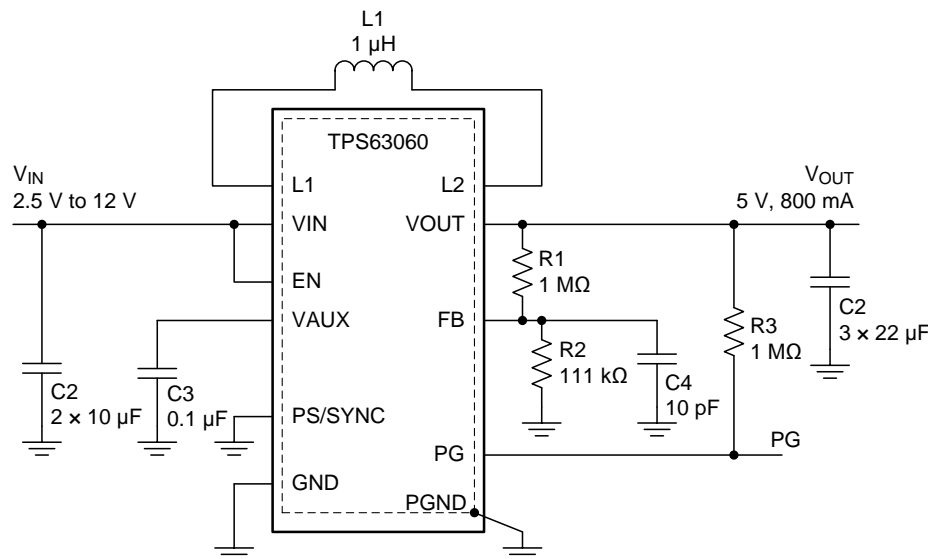 L1
1 µH
TPS63060
L1
L2
VIN
2.5 V to 12 V
VIN
VOUT
VOUT
5 V, 800 mA
EN
R1
1 MΩ
VAUX
FB
C2
3 × 22 µF
R3
1 MΩ
R2
111 kΩ
C4
10 pF
C2
2 × 10 µF
C3
0.1 µF
PS/SYNC
PG
PG
GND
PGND